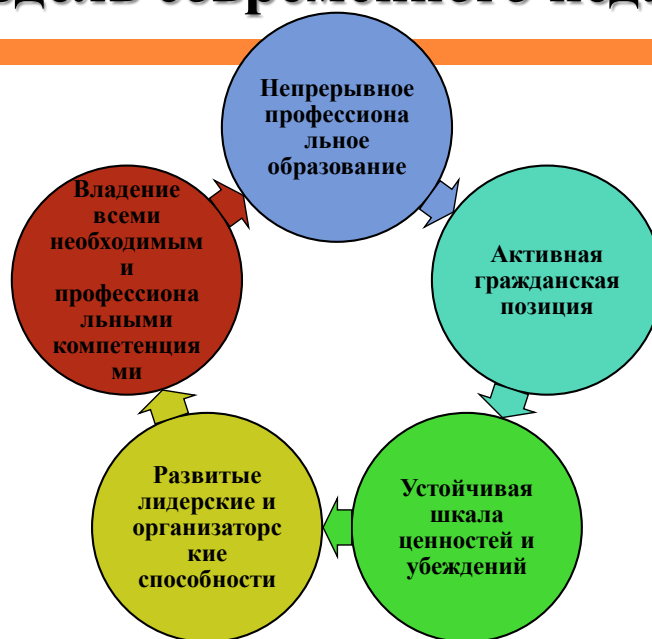 современного
Непрерывное
профессиона
льное
образование
Активная
гражданская
позиция
Устойчивая
шкала
ценностей и
убеждений
Развитые
лидерские и
организаторс
кие
способности
Владение
всеми
необходимым
и
профессиона
льными
компетенция
ми